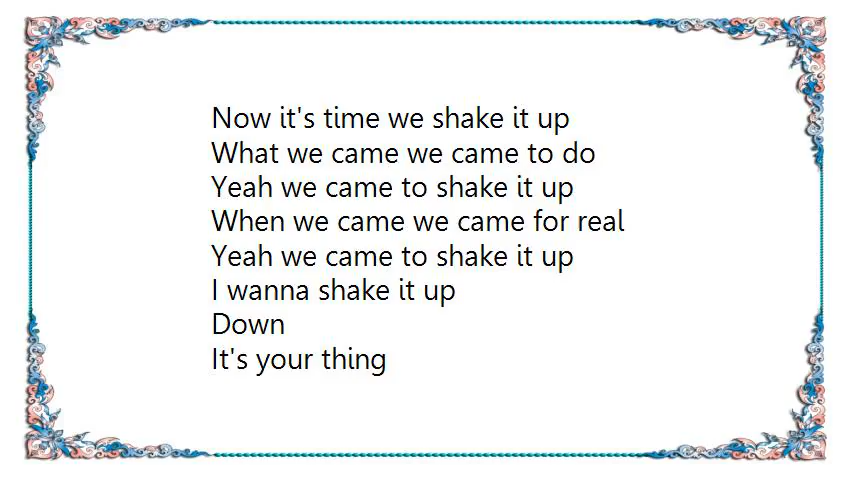 Now it's time we shake it up
What we came we came to do
Yeah we came to shake it up
When we came we came for real
Yeah we came to shake it up
I wanna shake it up
Down
It's your thing